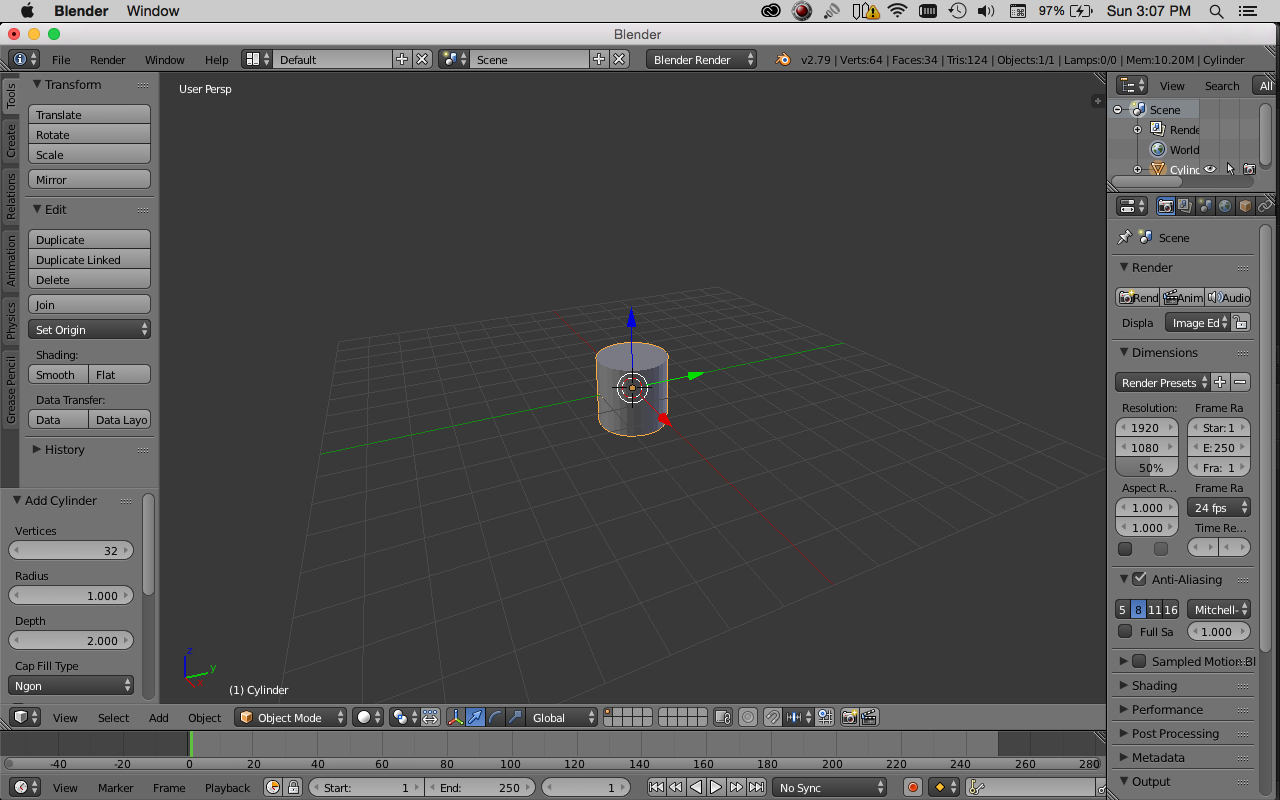 Blender Window 97% Sun 3:07 PM
Blender
File Render Window Help Default Scene Blender Render v2.79 | Verts:64 | Faces:34 | Tris:124 | Objects:1/1 | Lamps:0/0 | Mem:10.20M | Cylinder
Tools
Create
Relations
Animation
Physics
Grease Pencil
Transform
Translate
Rotate
Scale
Mirror
Edit
Duplicate
Duplicate Linked
Delete
Join
Set Origin
Shading:
Smooth Flat
Data Transfer:
Data Data Layo
History
Add Cylinder
Vertices
32
Radius
1.000
Depth
2.000
Cap Fill Type
Ngon
User Persp
z
y
(1) Cylinder
View Select Add Object Object Mode Global
-40 -20 0 20 40 60 80 100 120 140 160 180 200 220 240 260 280
View Marker Frame Playback Start: 1 End: 250 1 No Sync
View Search All
Scene
Rende
World
Cylinc
Scene
Render
Rend Anim Audio
Displa Image Ed
Dimensions
Render Presets
Resolution: Frame Ra
1920 Star: 1
1080 E: 250
50% Fra: 1
Aspect R... Frame Ra
1.000 24 fps
1.000 Time Re...
Anti-Aliasing
5 8 11 16 Mitchell-
Full Sa 1.000
Sampled Motion Bl
Shading
Performance
Post Processing
Metadata
Output